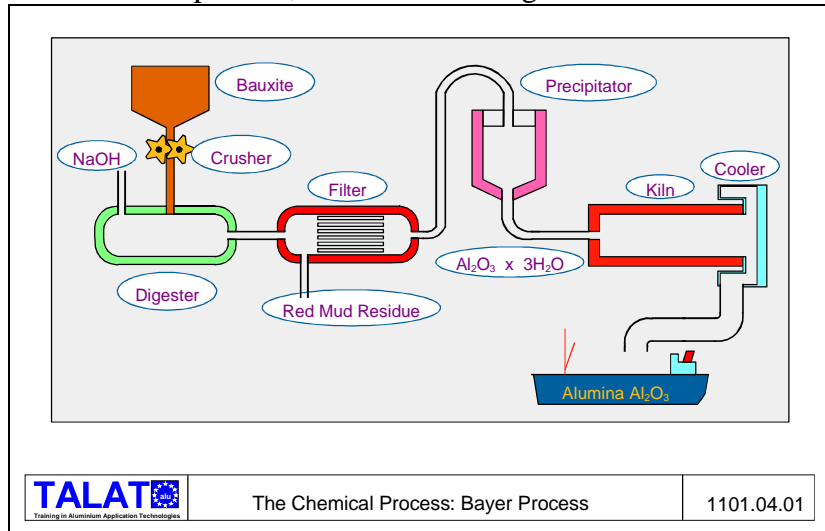 Bauxite
Precipitator
NaOH
Crusher
Cooler
Filter
Kiln
Al₂O₃ x 3H₂O
Digester
Red Mud Residue
Alumina Al₂O₃
TALAT
alu
Training in Aluminium Application Technologies
The Chemical Process: Bayer Process
1101.04.01